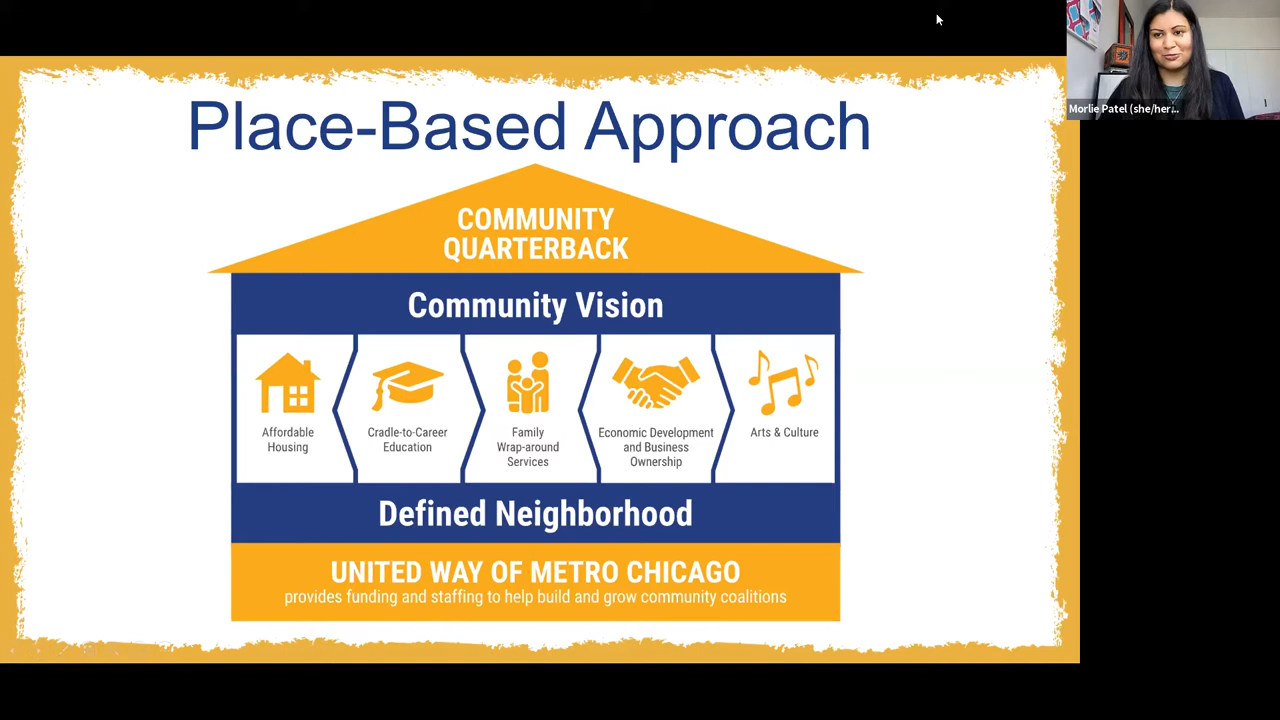 Place-Based Approach
Morlie Patel (she/her...
COMMUNITY
QUARTERBACK
Community Vision
Affordable
Housing
Cradle-to-Career
Education
Family
Wrap-around
Services
Economic Development
and Business
Ownership
Arts & Culture
Defined Neighborhood
UNITED WAY OF METRO CHICAGO
provides funding and staffing to help build and grow community coalitions